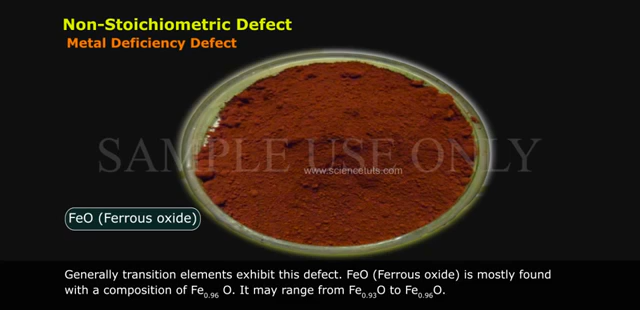 Non-Stoichiometric Defect
Metal Deficiency Defect
SAMPLE USE ONLY
www.sciencetuts.com
FeO (Ferrous oxide)
Generally transition elements exhibit this defect. FeO (Ferrous oxide) is mostly found
with a composition of Fe₀.₉₆ O. It may range from Fe₀.₉₃O to Fe₀.₉₆O.